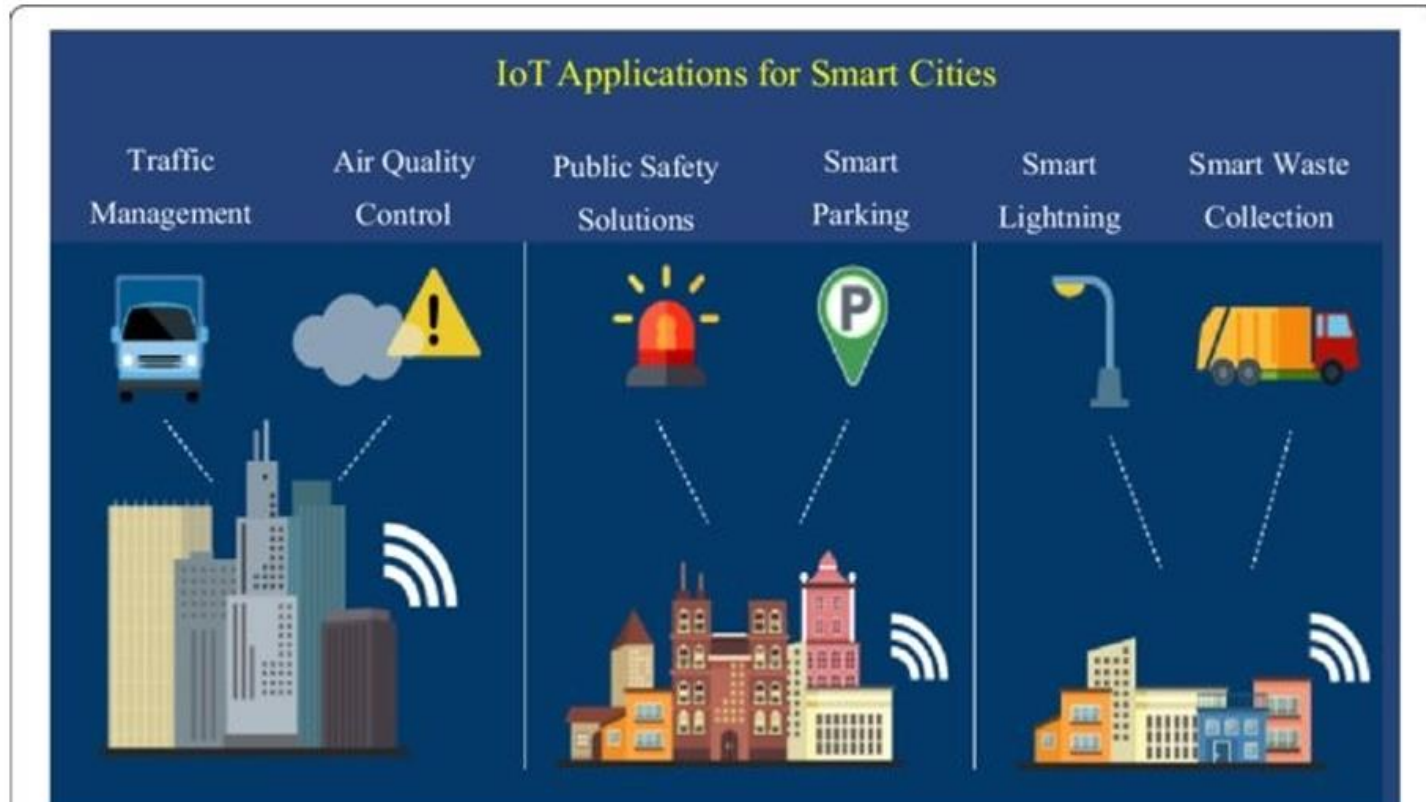 IoT Applications for Smart Cities
Traffic
Management
Air Quality
Control
Public Safety
Solutions
Smart
Parking
Smart
Lightning
Smart Waste
Collection
P